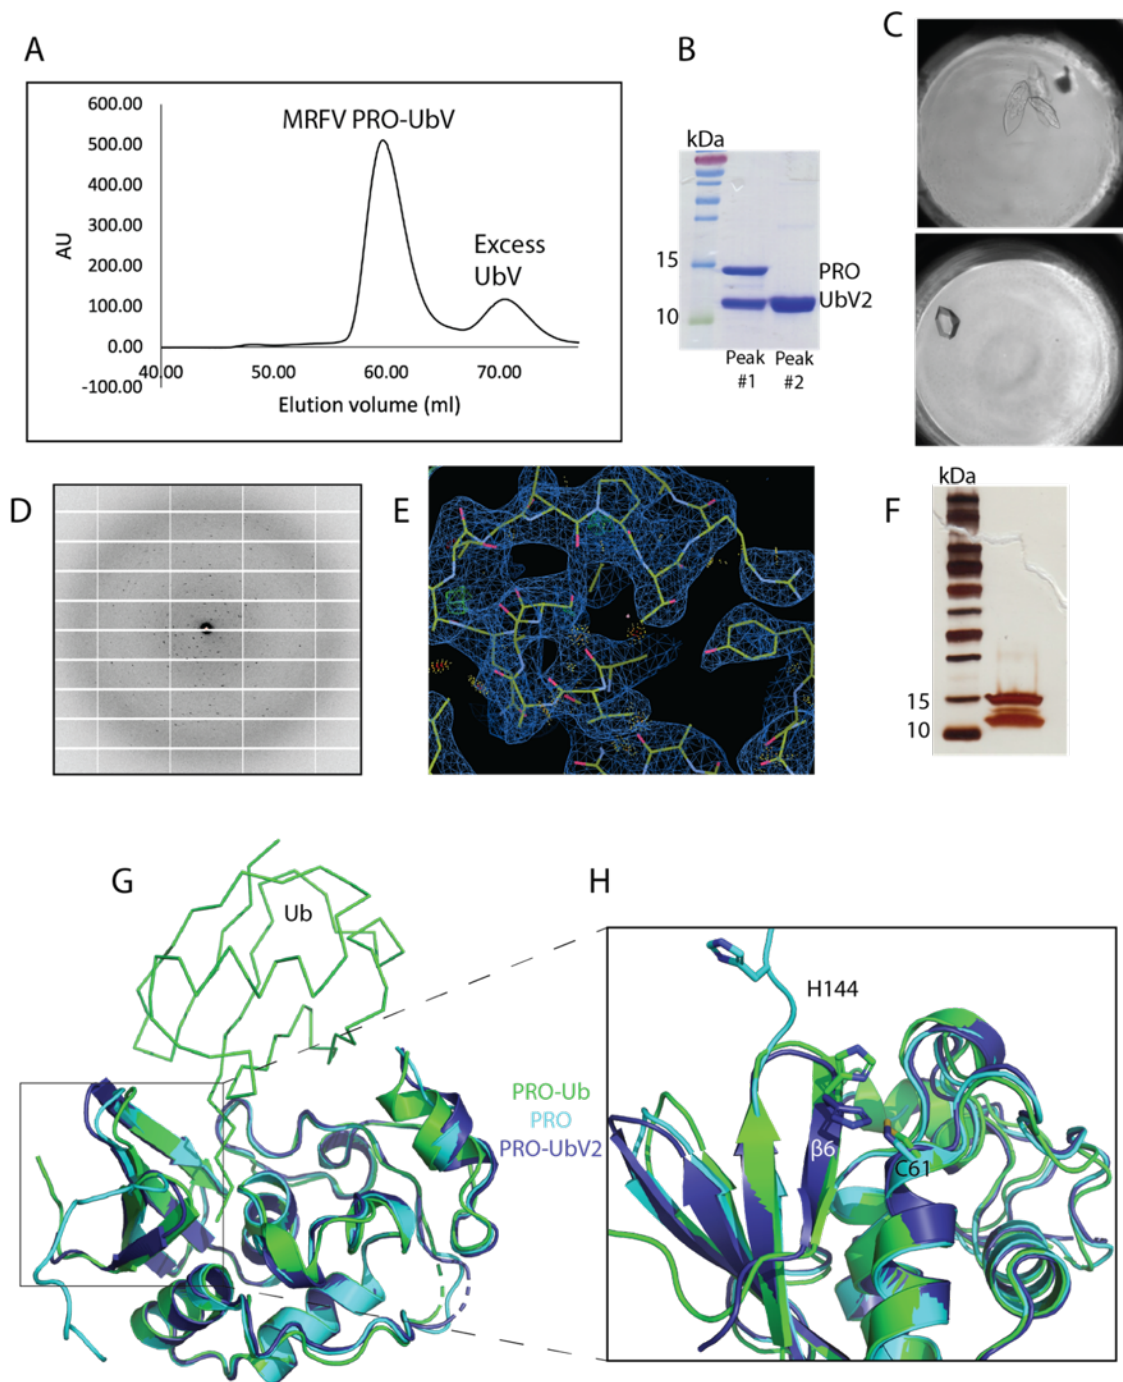 A
MRFV PRO-UbV
Excess
UbV
AU
600.00
500.00
400.00
300.00
200.00
100.00
0.00
-100.00
40.00 50.00 60.00 70.00
Elution volume (ml)
B
kDa
15
10
PRO
UbV2
Peak
#1
Peak
#2
C
D
E
F
kDa
15
10
G
Ub
PRO-Ub
PRO
PRO-UbV2
H
H144
β6
C61